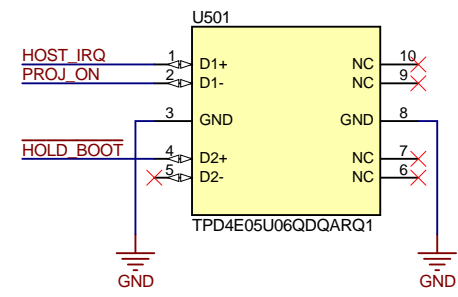 U501
HOST_IRQ 1 D1+ NC 10
PROJ_ON 2 D1- NC 9
3 GND GND 8
HOLD_BOOT 4 D2+ NC 7
5 D2- NC 6
TPD4E05U06QDQARQ1
GND GND